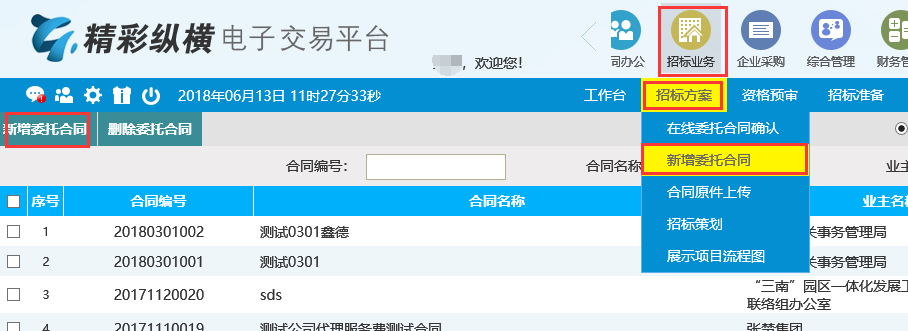 精彩纵横 电子交易平台
，欢迎您！
司办公 招标业务 企业采购 综合管理 财务管
2018年06月13日 11时27分33秒
工作台 招标方案 资格预审 招标准备
新增委托合同 删除委托合同
在线委托合同确认
新增委托合同
合同原件上传
招标策划
展示项目流程图
合同编号： 合同名称 业主
序号 合同编号 合同名称 业主名
1 20180301002 测试0301鑫德 关事务管理局
2 20180301001 测试0301 关事务管理局
3 20171120020 sds “三南”园区一体化发展工
联络组办公室
4 20171110019 测试公司代理服务费测试合同 张楚集团